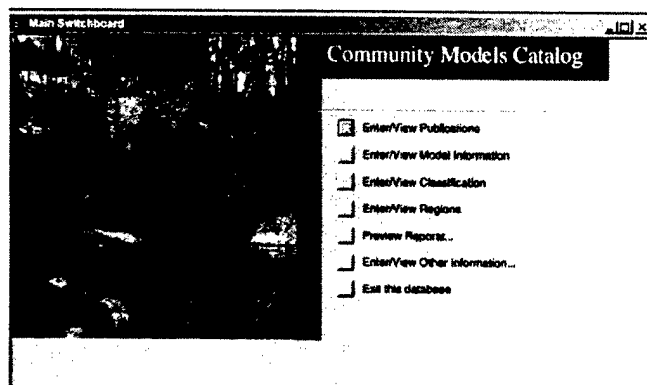 Main Switchboard
Community Models Catalog
Enter/View Publications
Enter/View Model Information
Enter/View Classification
Enter/View Regions
Preview Reports...
Enter/View Other Information...
Exit this database